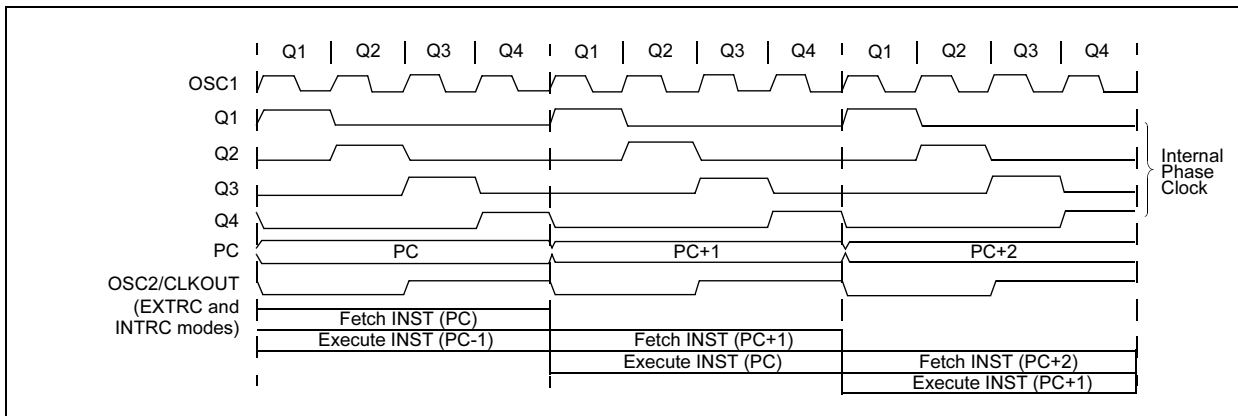 Q1 Q2 Q3 Q4 Q1 Q2 Q3 Q4 Q1 Q2 Q3 Q4
OSC1
Q1
Q2
Q3
Q4
Internal
Phase
Clock
PC
PC
PC+1
PC+2
OSC2/CLKOUT
(EXTRC and
INTRC modes)
Fetch INST (PC)
Execute INST (PC-1)
Fetch INST (PC+1)
Execute INST (PC)
Fetch INST (PC+2)
Execute INST (PC+1)